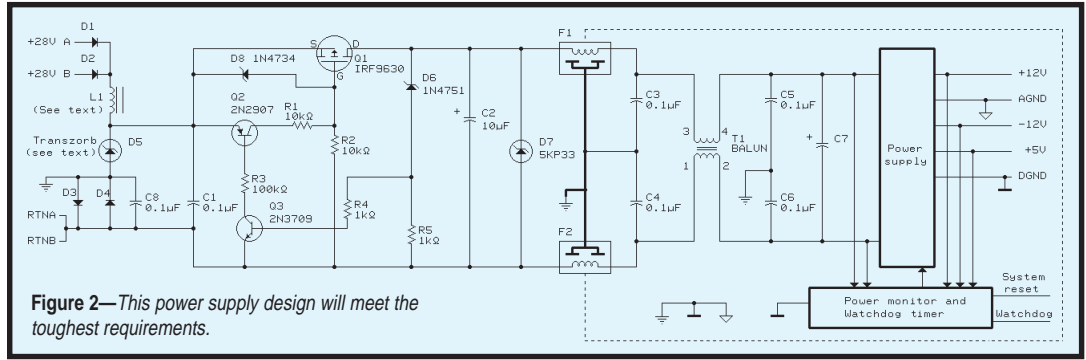 D1
+28V A
D2
+28V B
L1
(See text)
Transzorb
(see text)
D5
D3
D4
C8
0.1µF
RTNA
RTNB
C1
0.1µF
D8 1N4734
Q2
2N2907
R1
10kΩ
R3
100kΩ
Q3
2N3709
S
D
G
Q1
IRF9630
R2
10kΩ
R4
1kΩ
D6
1N4751
R5
1kΩ
+
C2
10µF
D7
5KP33
F1
F2
C3
0.1µF
C4
0.1µF
3
4
1
2
T1
BALUN
C5
0.1µF
C6
0.1µF
+
C7
Power
supply
+12V
AGND
-12V
+5V
DGND
System
reset
Power monitor and
Watchdog timer
Watchdog
Figure 2—This power supply design will meet the
toughest requirements.